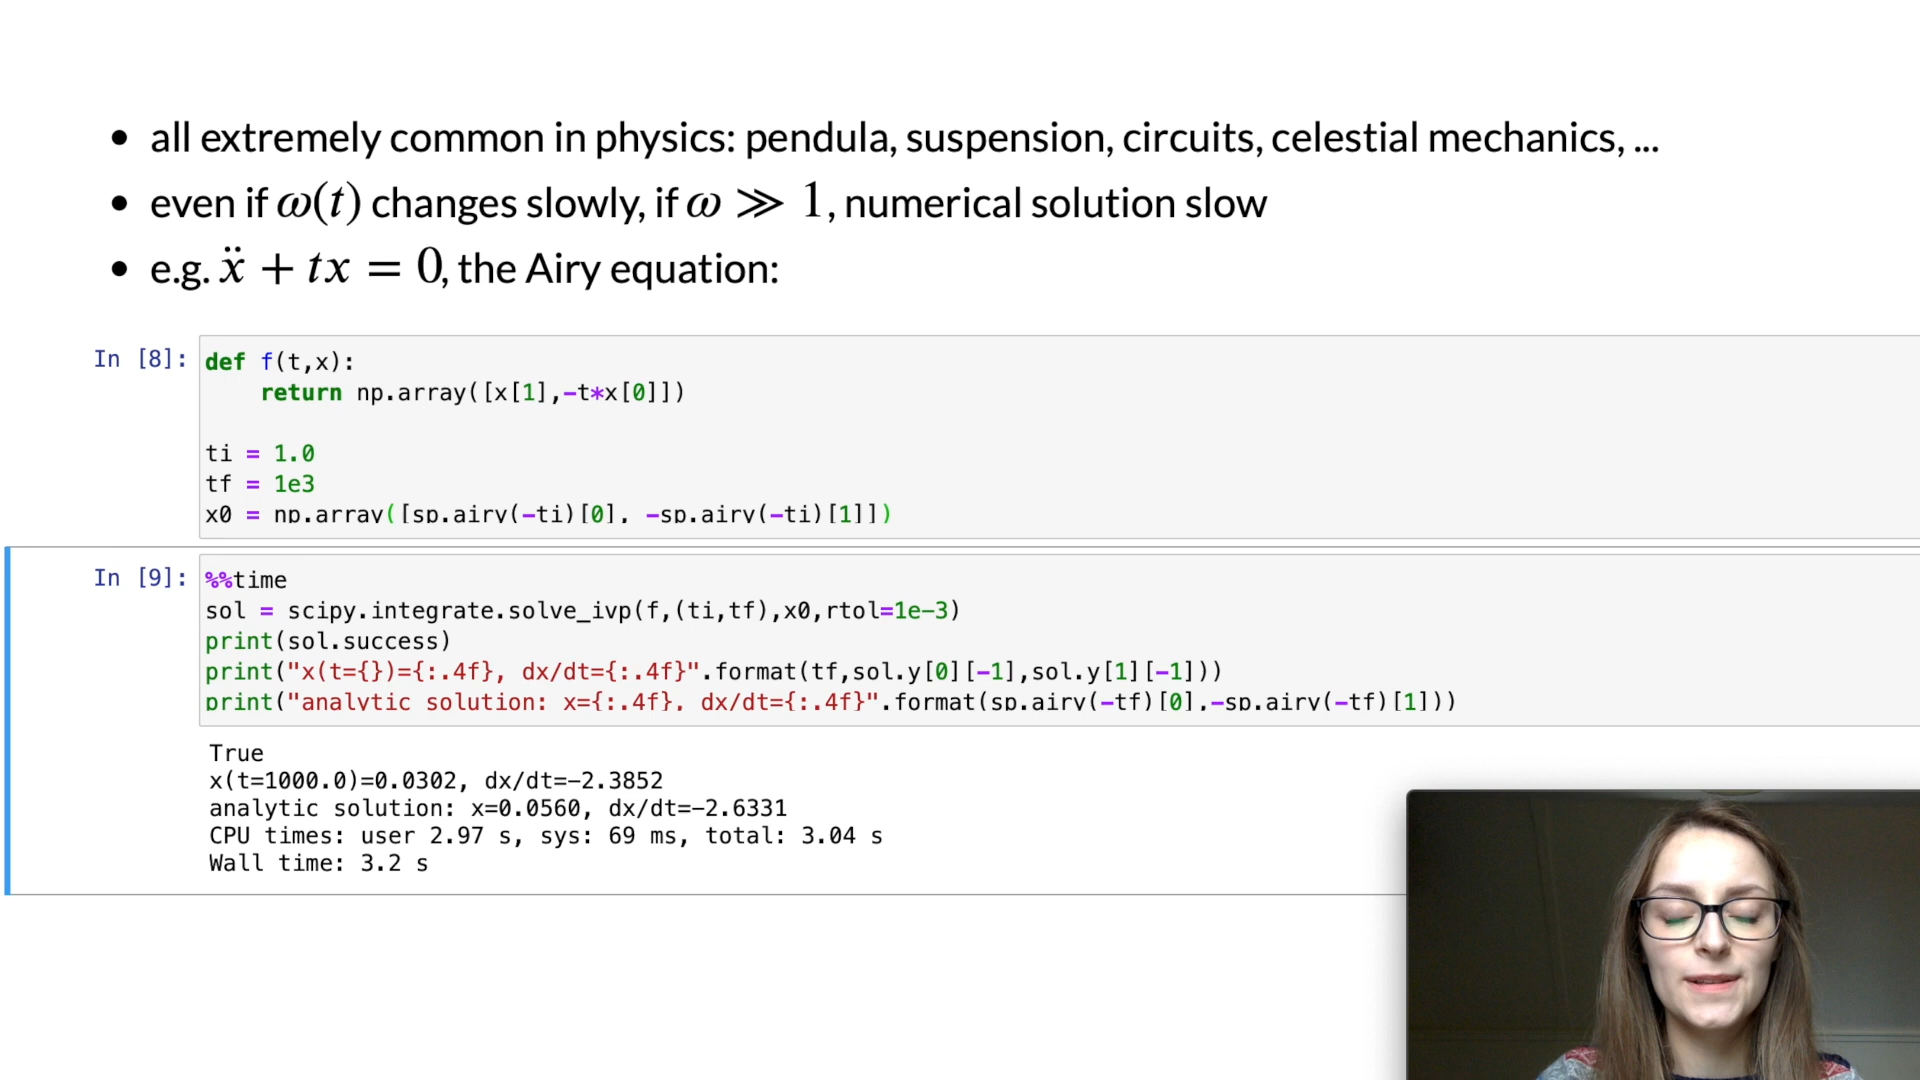 • all extremely common in physics: pendula, suspension, circuits, celestial mechanics, ...
• even if ω(t) changes slowly, if ω ≫ 1, numerical solution slow
• e.g. ẍ + tx = 0, the Airy equation:
In [8]: def f(t,x):
    return np.array([x[1],-t*x[0]])
ti = 1.0
tf = 1e3
x0 = np.array([sp.airy(-ti)[0], -sp.airy(-ti)[1]])
In [9]: %%time
sol = scipy.integrate.solve_ivp(f,(ti,tf),x0,rtol=1e-3)
print(sol.success)
print("x(t={})={:.4f}, dx/dt={:.4f}".format(tf,sol.y[0][-1],sol.y[1][-1]))
print("analytic solution: x={:.4f}, dx/dt={:.4f}".format(sp.airy(-tf)[0],-sp.airy(-tf)[1]))
True
x(t=1000.0)=0.0302, dx/dt=-2.3852
analytic solution: x=0.0560, dx/dt=-2.6331
CPU times: user 2.97 s, sys: 69 ms, total: 3.04 s
Wall time: 3.2 s